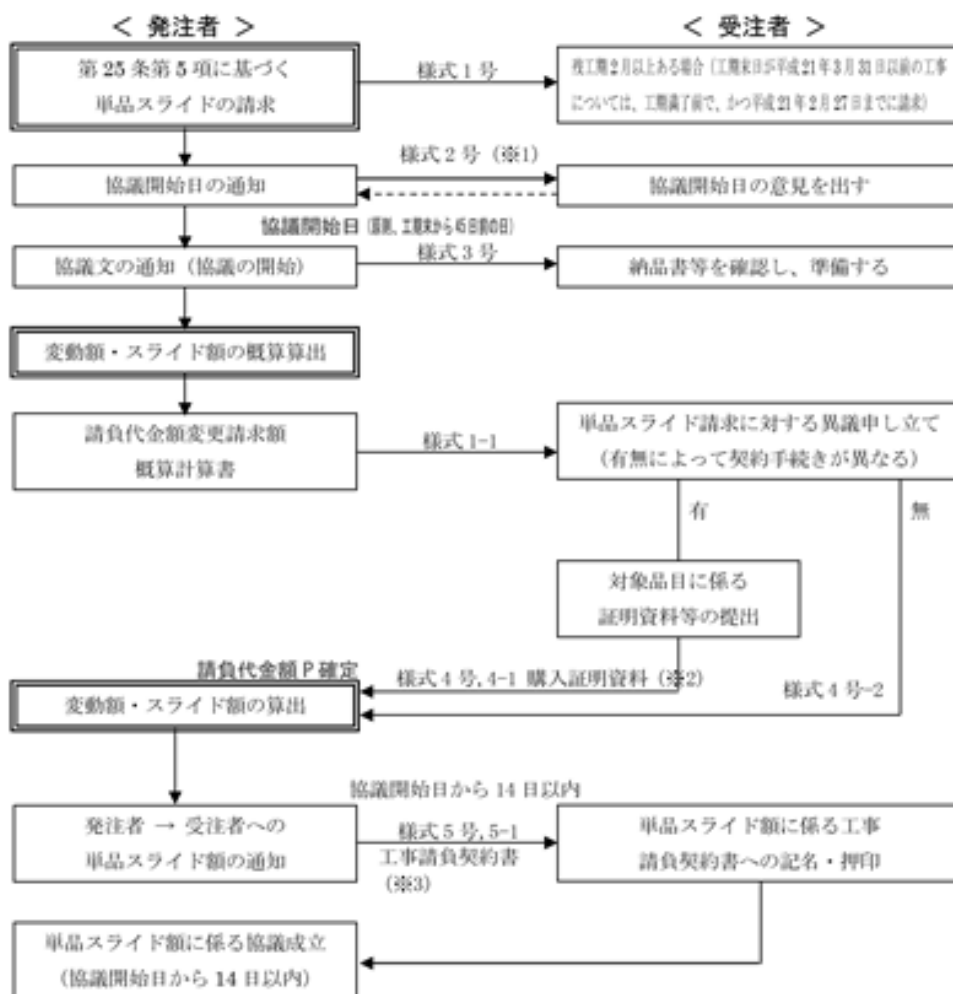 ＜ 発注者 ＞
＜ 受注者 ＞
第 25 条第 5 項に基づく
単品スライドの請求
様式 1 号
残工期 2 月以上ある場合（工期末日が平成 21 年 3 月 31 日以前の工事
については、工期満了前で、かつ平成 21 年 2 月 27 日までに請求）
様式 2 号（※1）
協議開始日の通知
協議開始日の意見を出す
協議開始日（原則、工期末から45日前の日）
協議文の通知（協議の開始）
様式 3 号
納品書等を確認し、準備する
変動額・スライド額の概算算出
請負代金額変更請求額
概算計算書
様式 1-1
単品スライド請求に対する異議申し立て
（有無によって契約手続きが異なる）
有
無
対象品目に係る
証明資料等の提出
請負代金額 P 確定
様式 4 号, 4-1 購入証明資料（※2）
様式 4 号-2
変動額・スライド額の算出
協議開始日から 14 日以内
発注者 → 受注者への
単品スライド額の通知
様式 5 号, 5-1
工事請負契約書
（※3）
単品スライド額に係る工事
請負契約書への記名・押印
単品スライド額に係る協議成立
（協議開始日から 14 日以内）